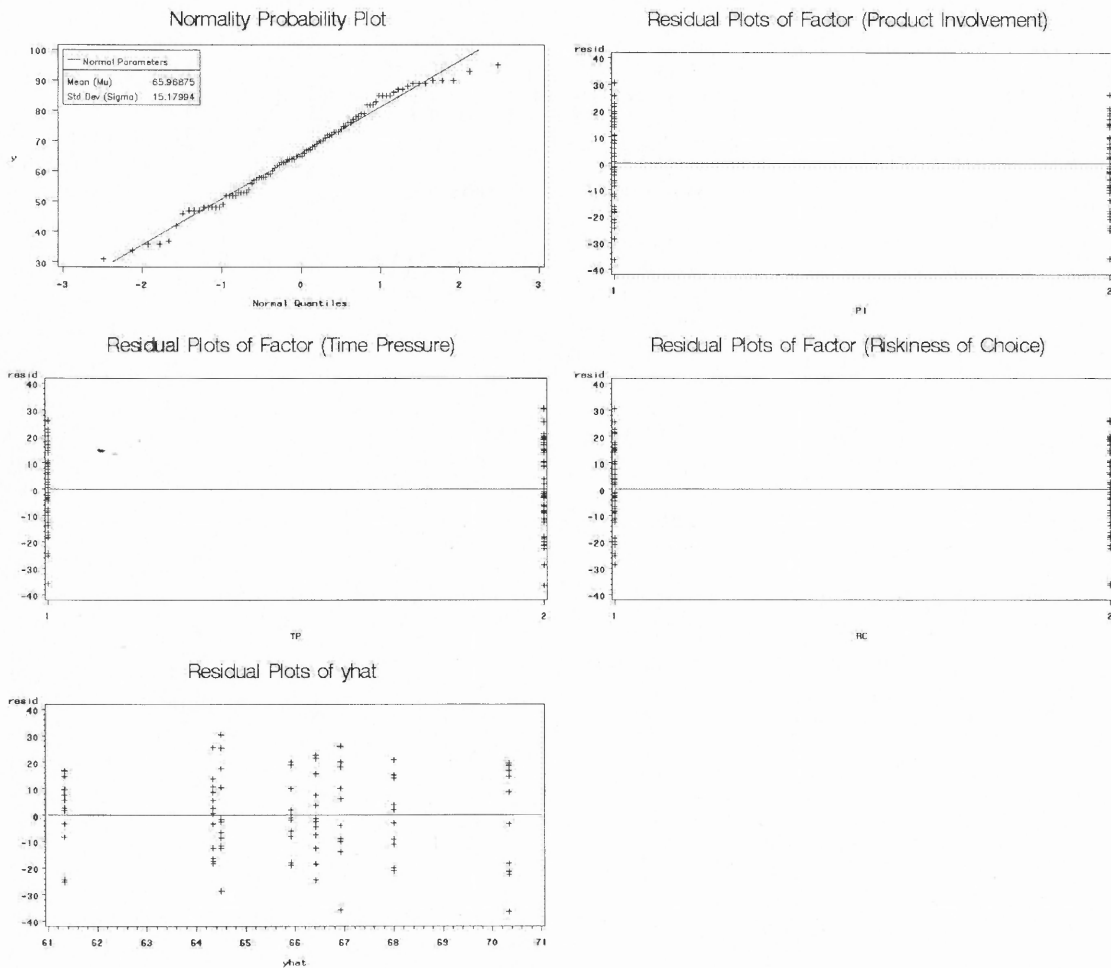 Normality Probability Plot
Normal Parameters
Mean (Mu) 65.96875
Std Dev (Sigma) 15.17994
y
100
90
80
70
60
50
40
30
-3 -2 -1 0 1 2 3
Normal Quantiles
Residual Plots of Factor (Product Involvement)
resid
40
30
20
10
0
-10
-20
-30
-40
1 2
PI
Residual Plots of Factor (Time Pressure)
resid
40
30
20
10
0
-10
-20
-30
-40
1 2
TP
Residual Plots of Factor (Riskiness of Choice)
resid
40
30
20
10
0
-10
-20
-30
-40
1 2
RC
Residual Plots of yhat
resid
40
30
20
10
0
-10
-20
-30
-40
61 62 63 64 65 66 67 68 69 70 71
yhat